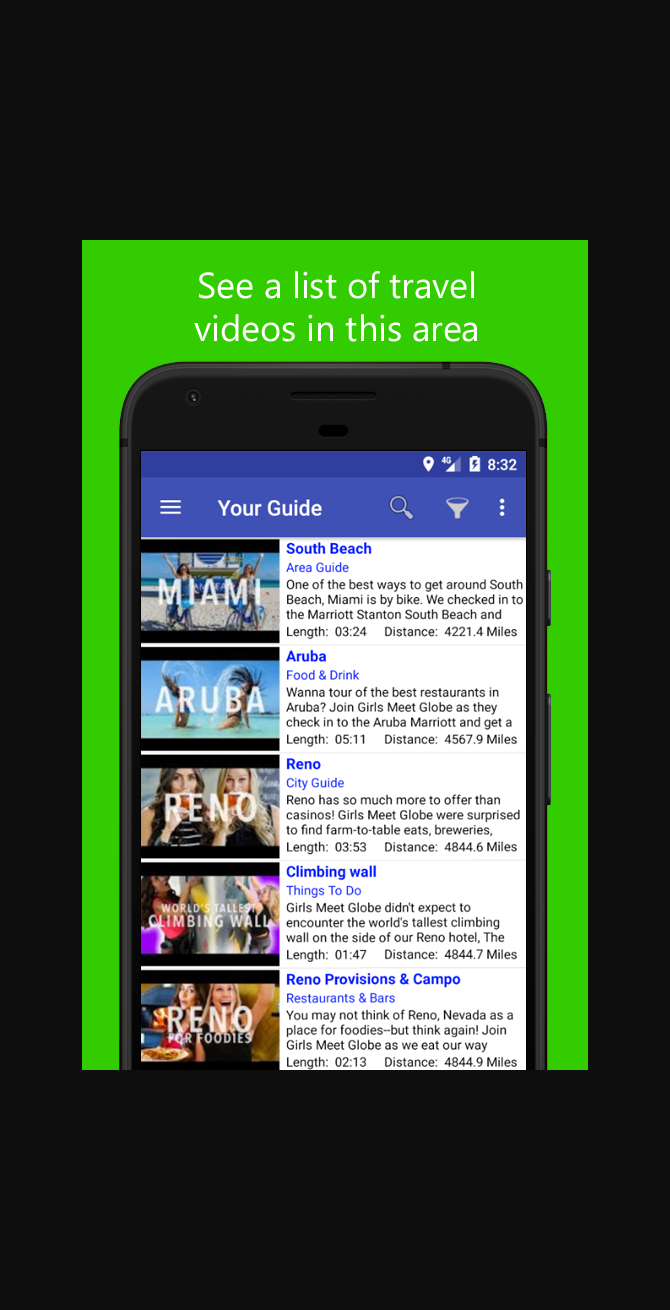 See a list of travel
videos in this area
4G 8:32
Your Guide
MIAMI
South Beach
Area Guide
One of the best ways to get around South
Beach, Miami is by bike. We checked in to
the Marriott Stanton South Beach and
Length: 03:24 Distance: 4221.4 Miles
ARUBA
Aruba
Food & Drink
Wanna tour of the best restaurants in
Aruba? Join Girls Meet Globe as they
check in to the Aruba Marriott and get a
Length: 05:11 Distance: 4567.9 Miles
RENO
Reno
City Guide
Reno has so much more to offer than
casinos! Girls Meet Globe were surprised
to find farm-to-table eats, breweries,
Length: 03:53 Distance: 4844.6 Miles
WORLD'S TALLEST
CLIMBING WALL
Climbing wall
Things To Do
Girls Meet Globe didn't expect to
encounter the world's tallest climbing
wall on the side of our Reno hotel, The
Length: 01:47 Distance: 4844.7 Miles
RENO
FOR FOODIES
Reno Provisions & Campo
Restaurants & Bars
You may not think of Reno, Nevada as a
place for foodies--but think again! Join
Girls Meet Globe as we eat our way
Length: 02:13 Distance: 4844.9 Miles